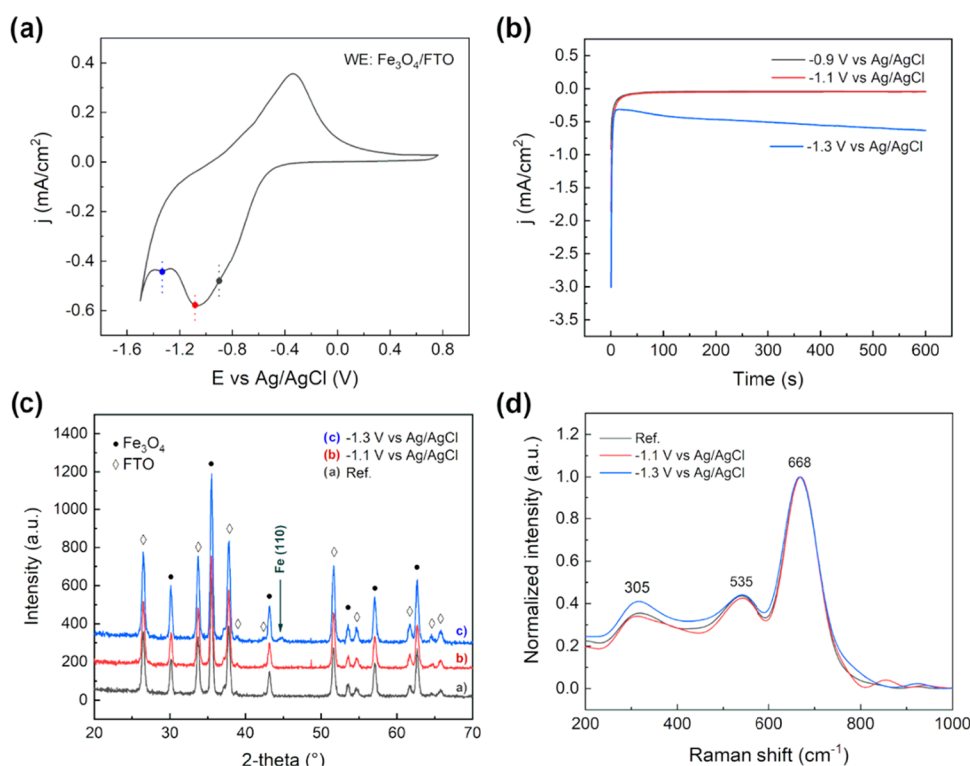 (a)
WE: Fe₃O₄/FTO
j (mA/cm²)
0.4
0.2
0.0
-0.2
-0.4
-0.6
-1.6
-1.2
-0.8
-0.4
0.0
0.4
0.8
E vs Ag/AgCl (V)
(b)
j (mA/cm²)
0.5
0.0
-0.5
-1.0
-1.5
-2.0
-2.5
-3.0
-3.5
-0.9 V vs Ag/AgCl
-1.1 V vs Ag/AgCl
-1.3 V vs Ag/AgCl
0
100
200
300
400
500
600
Time (s)
(c)
Intensity (a.u.)
1400
1200
1000
800
600
400
200
0
Fe₃O₄
FTO
(c) -1.3 V vs Ag/AgCl
(b) -1.1 V vs Ag/AgCl
(a) Ref.
Fe (110)
c)
b)
a)
20
30
40
50
60
70
2-theta (°)
(d)
Normalized intensity (a.u.)
1.2
1.0
0.8
0.6
0.4
0.2
0.0
Ref.
-1.1 V vs Ag/AgCl
-1.3 V vs Ag/AgCl
668
535
305
200
400
600
800
1000
Raman shift (cm⁻¹)